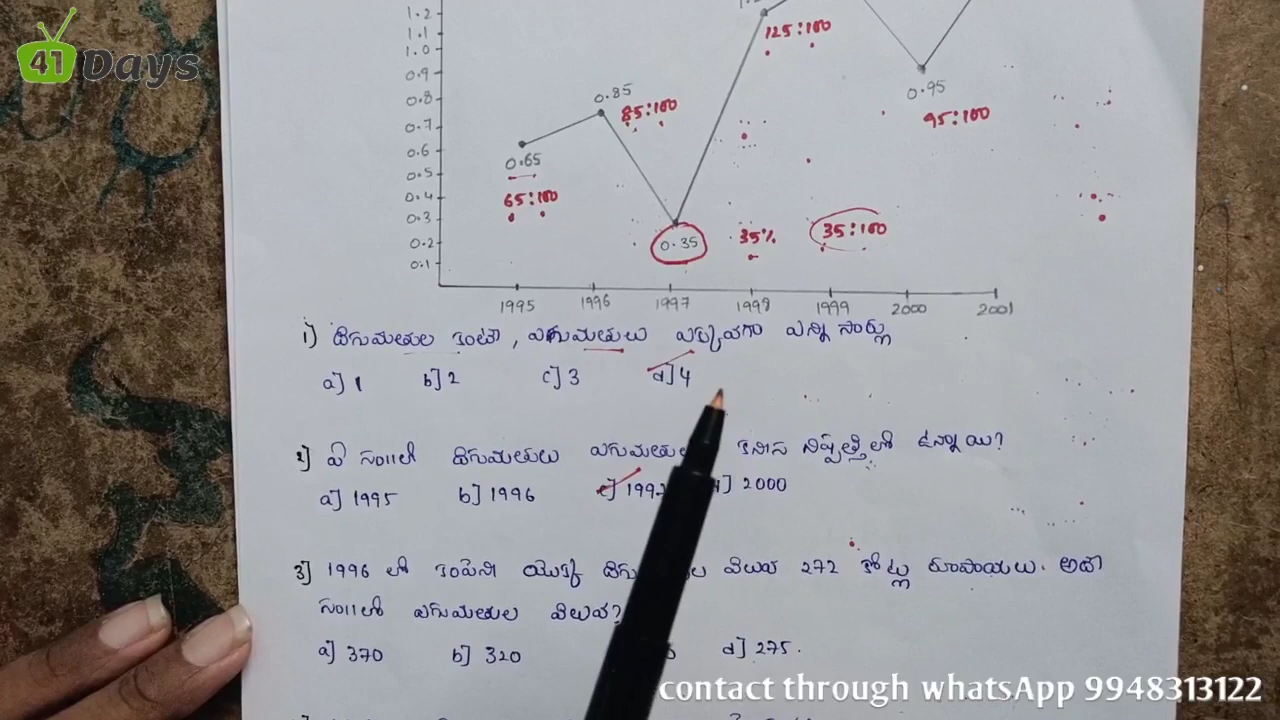 41 Days
1.2
1.1
125:100
1.0
0.9
0.85
0.95
0.8
85:100
95:100
0.7
0.6
0.65
0.5
0.4
65:100
0.3
0.35
35%
35:100
0.2
0.1
1995 1996 1997 1998 1999 2000 2001
1) దిగుమతుల కంటే, ఎగుమతులు ఎక్కువగా ఎన్ని సార్లు
a] 1 b] 2 c] 3 d] 4
2) ఏ సం॥లో దిగుమతులు ఎగుమతుల కనీస నిష్పత్తిలో ఉన్నాయి?
a] 1995 b] 1996 c] 1997 d] 2000
3] 1996 లో కంపెనీ యొక్క విలువ 272 కోట్లు రూపాయలు. అదే
సం॥లో ఎగుమతుల విలువ?
a] 370 b] 320 d] 275.
contact through whatsApp 9948313122